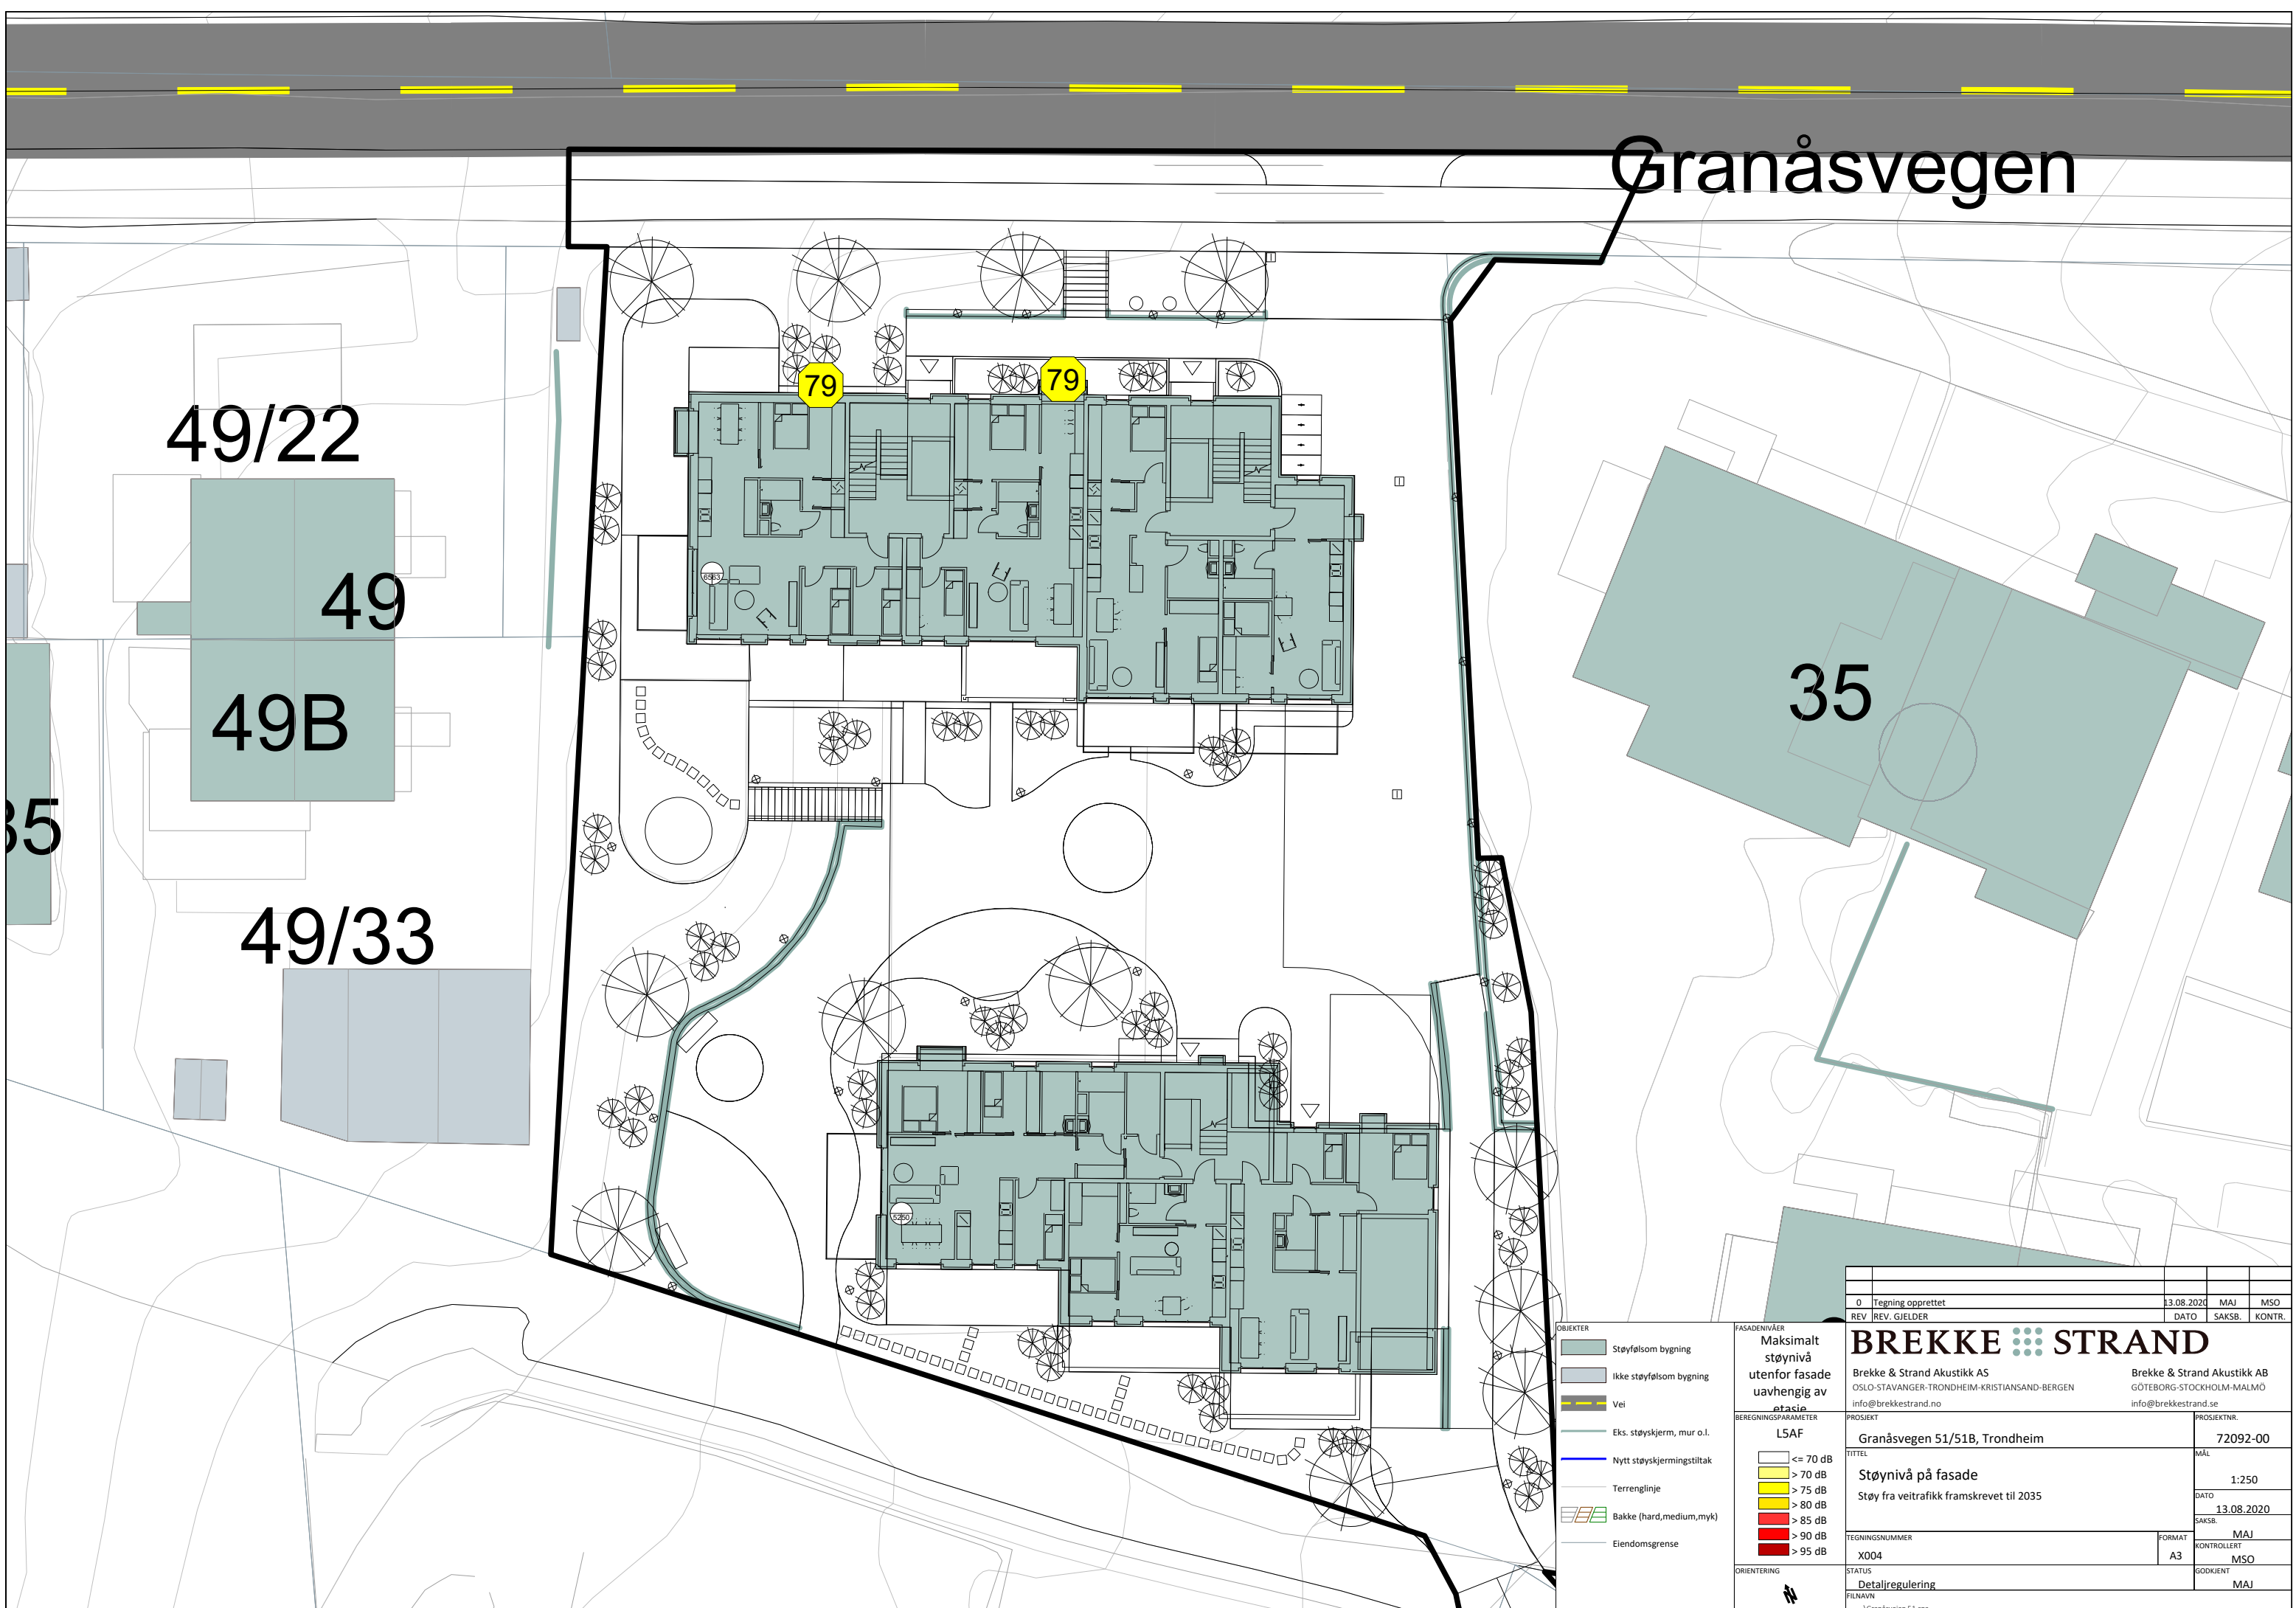 Granåsvegen
79
79
49/22
49
6563
35
49B
35
49/33
5250
0 Tegning opprettet 13.08.2020 MAJ MSO
REV REV. GJELDER DATO SAKSB. KONTR.
OBJEKTER
Støyfølsom bygning
Ikke støyfølsom bygning
Vei
Eks. støyskjerm, mur o.l.
Nytt støyskjermingstiltak
Terrenglinje
Bakke (hard,medium,myk)
Eiendomsgrense
FASADENIVÅER
Maksimalt
støynivå
utenfor fasade
uavhengig av
etasje
BEREGNINGSPARAMETER
L5AF
<= 70 dB
> 70 dB
> 75 dB
> 80 dB
> 85 dB
> 90 dB
> 95 dB
ORIENTERING
N
BREKKE STRAND
Brekke & Strand Akustikk AS Brekke & Strand Akustikk AB
OSLO-STAVANGER-TRONDHEIM-KRISTIANSAND-BERGEN GÖTEBORG-STOCKHOLM-MALMÖ
info@brekkestrand.no info@brekkestrand.se
PROSJEKT PROSJEKTNR.
Granåsvegen 51/51B, Trondheim 72092-00
TITTEL MÅL
Støynivå på fasade 1:250
Støy fra veitrafikk framskrevet til 2035
DATO
13.08.2020
SAKSB.
MAJ
TEGNINGSNUMMER FORMAT KONTROLLERT
X004 A3 MSO
STATUS GODKJENT
Detaljregulering MAJ
FILNAVN